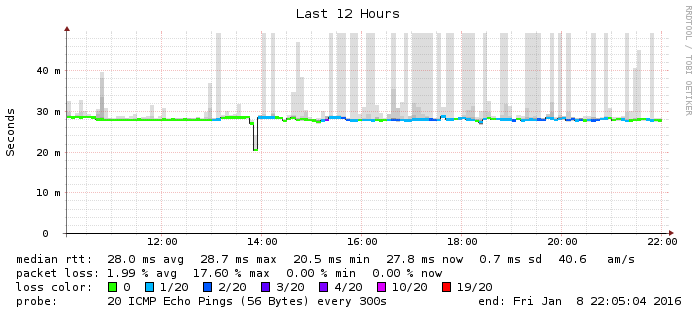 Last 12 Hours
RRDTOOL / TOBI OETIKER
Seconds
40 m
30 m
20 m
10 m
0
12:00 14:00 16:00 18:00 20:00 22:00
median rtt: 28.0 ms avg 28.7 ms max 20.5 ms min 27.8 ms now 0.7 ms sd 40.6 am/s
packet loss: 1.99 % avg 17.60 % max 0.00 % min 0.00 % now
loss color: 0 1/20 2/20 3/20 4/20 10/20 19/20
probe: 20 ICMP Echo Pings (56 Bytes) every 300s end: Fri Jan 8 22:05:04 2016